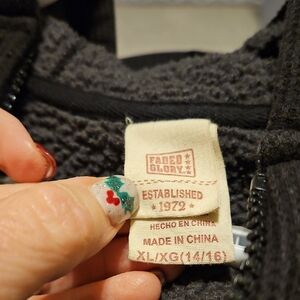 FADED
GLORY
ESTABLISHED
1972
HECHO EN CHINA
MADE IN CHINA
XL/XG(14/16)